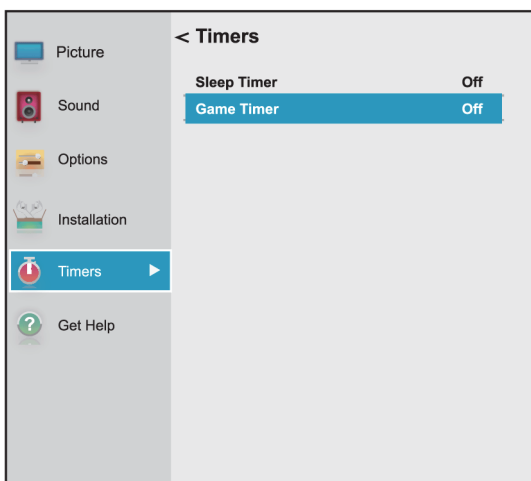 < Timers
Picture
Sound
Options
Installation
Timers
Get Help
Sleep Timer Off
Game Timer Off